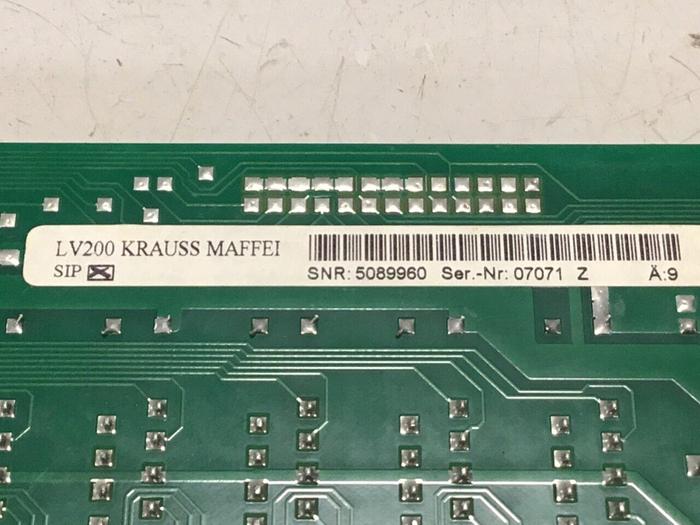 LV200 KRAUSS MAFFEI
SIP
SNR: 5089960 Ser.-Nr: 07071 Z Ä:9